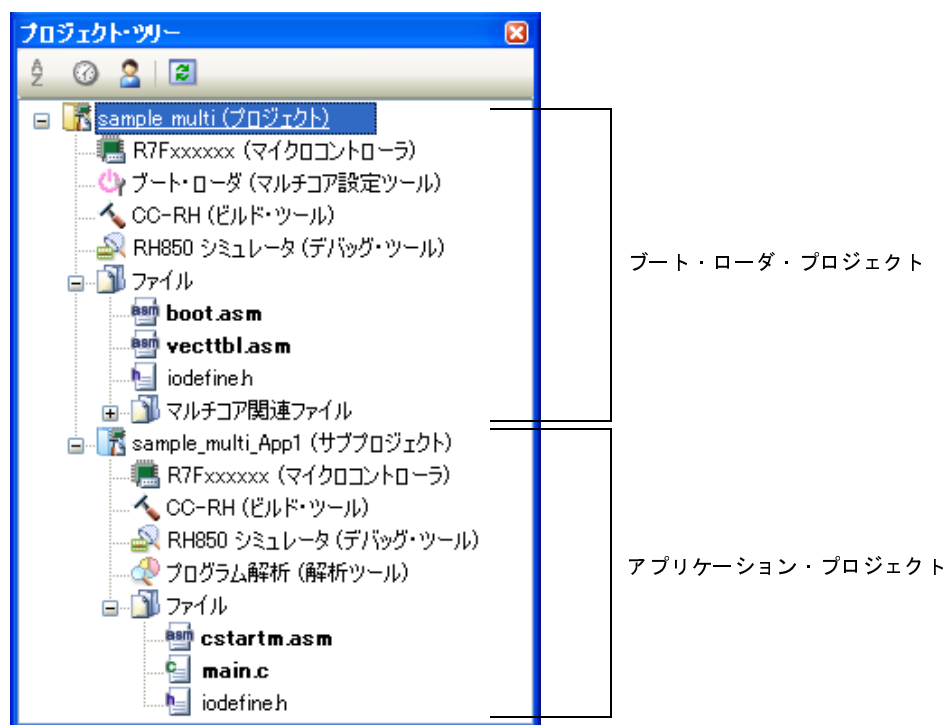 プロジェクト・ツリー
sample_multi (プロジェクト)
R7Fxxxxxx (マイクロコントローラ)
ブート・ローダ (マルチコア設定ツール)
CC-RH (ビルド・ツール)
RH850 シミュレータ (デバッグ・ツール)
ファイル
boot.asm
vecttbl.asm
iodefine.h
マルチコア関連ファイル
sample_multi_App1 (サブプロジェクト)
R7Fxxxxxx (マイクロコントローラ)
CC-RH (ビルド・ツール)
RH850 シミュレータ (デバッグ・ツール)
プログラム解析 (解析ツール)
ファイル
cstartm.asm
main.c
iodefine.h
ブート・ローダ・プロジェクト
アプリケーション・プロジェクト